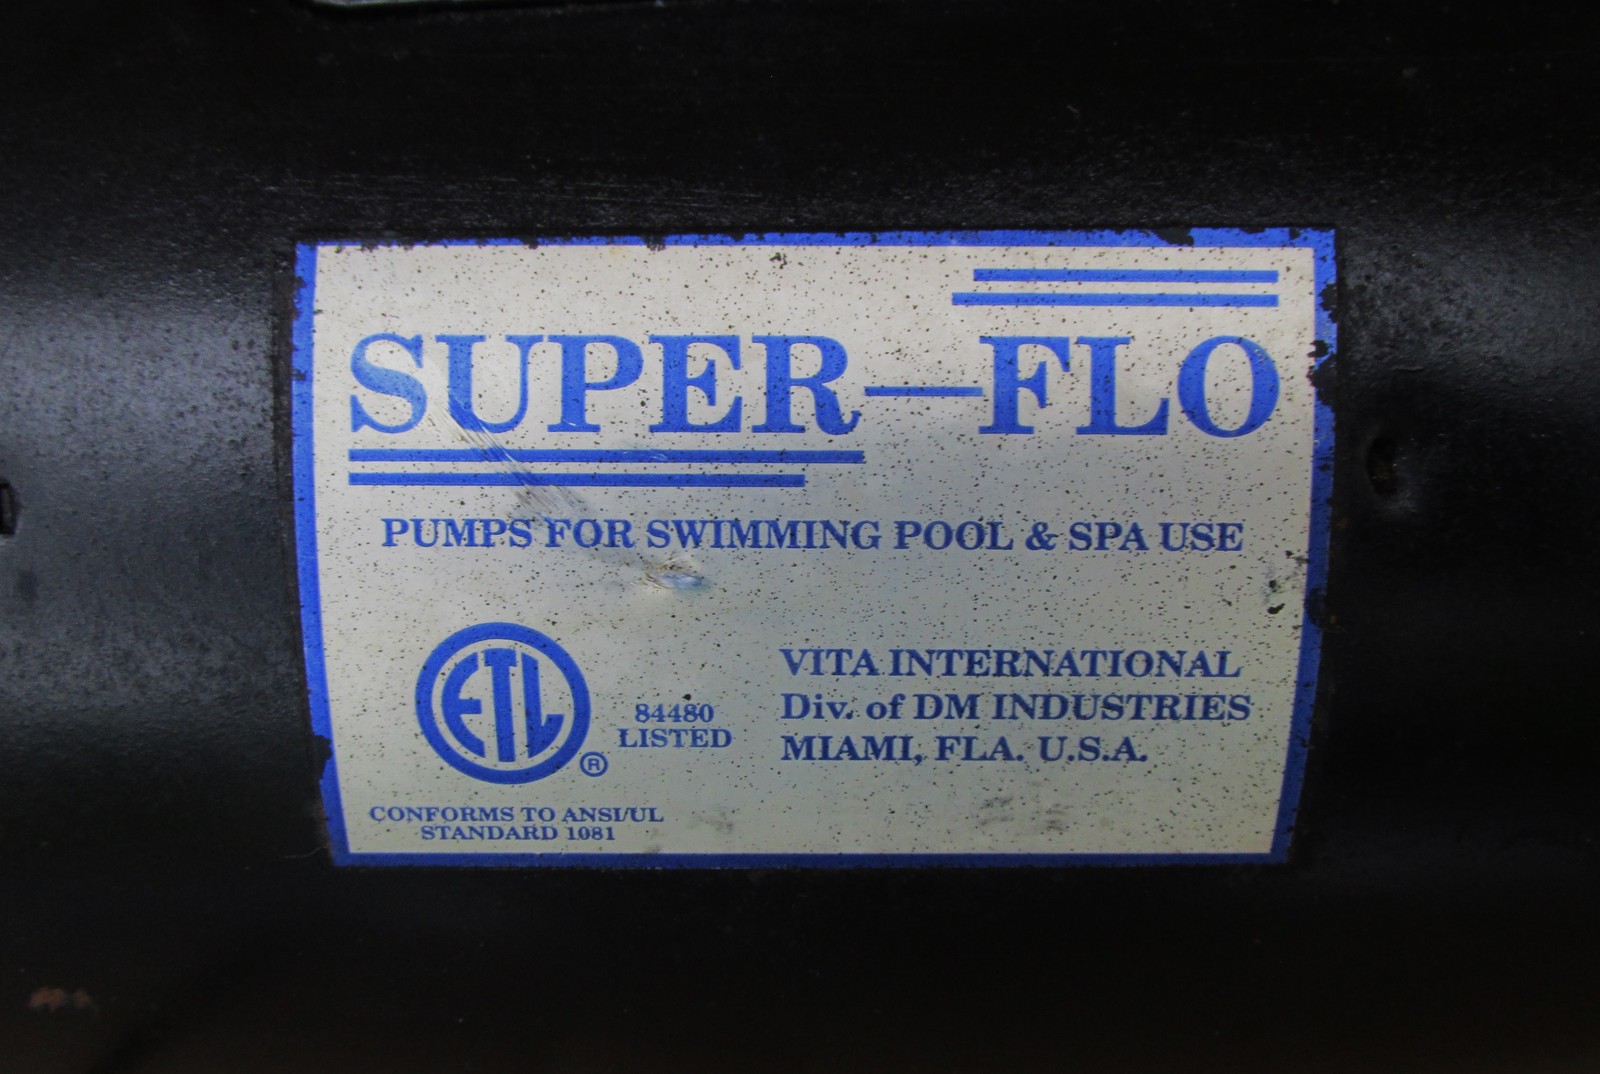 SUPER—FLO
PUMPS FOR SWIMMING POOL & SPA USE
ETL
®
84480
LISTED
VITA INTERNATIONAL
Div. of DM INDUSTRIES
MIAMI, FLA. U.S.A.
CONFORMS TO ANSI/UL
STANDARD 1081